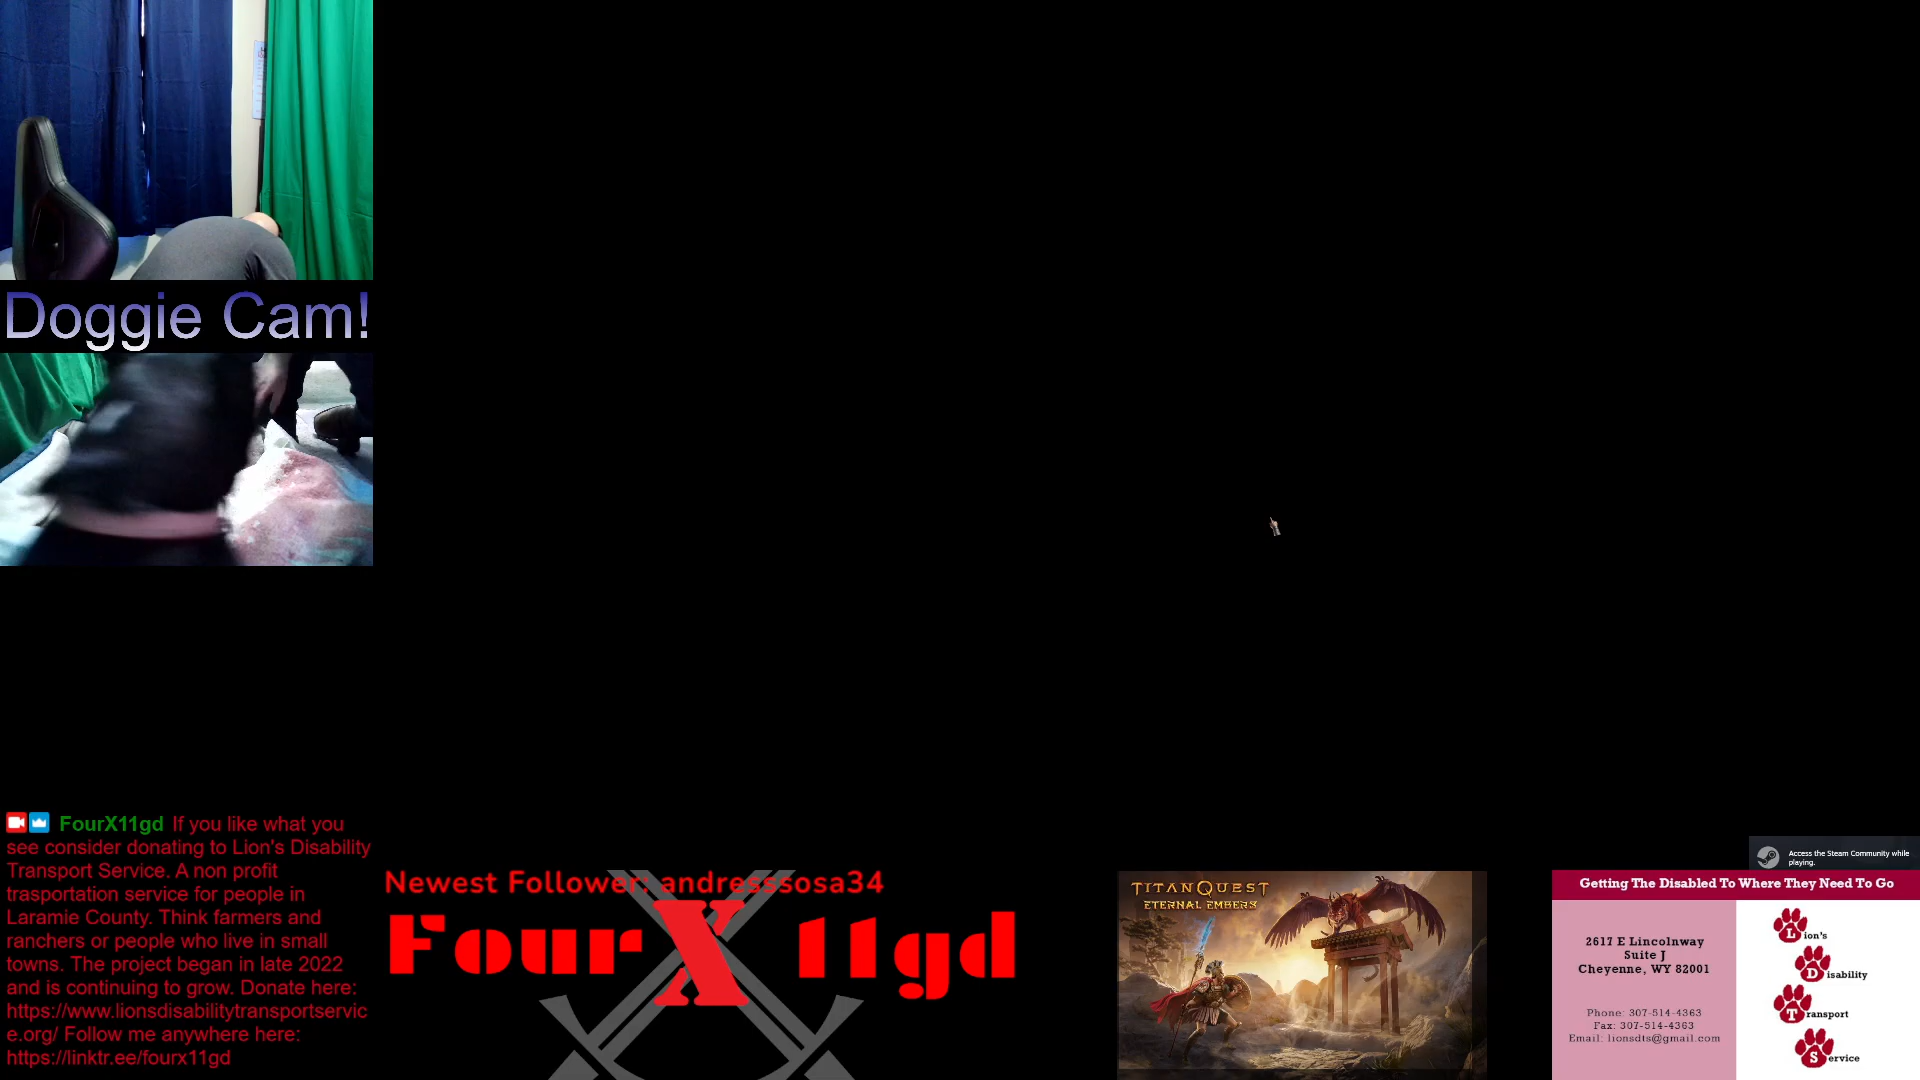 Doggie Cam!
FourX11gd If you like what you
see consider donating to Lion's Disability
Transport Service. A non profit
trasportation service for people in
Laramie County. Think farmers and
ranchers or people who live in small
towns. The project began in late 2022
and is continuing to grow. Donate here:
https://www.lionsdisabilitytransportservic
e.org/ Follow me anywhere here:
https://linktr.ee/fourx11gd
Newest Follower: andresssosa34
FourX11gd
TITANQUEST
ETERNAL EMBERS
Access the Steam Community while
playing.
Getting The Disabled To Where They Need To Go
2617 E Lincolnway
Suite J
Cheyenne, WY 82001
Phone: 307-514-4363
Fax: 307-514-4363
Email: lionsdts@gmail.com
Lion's
Disability
Transport
Service